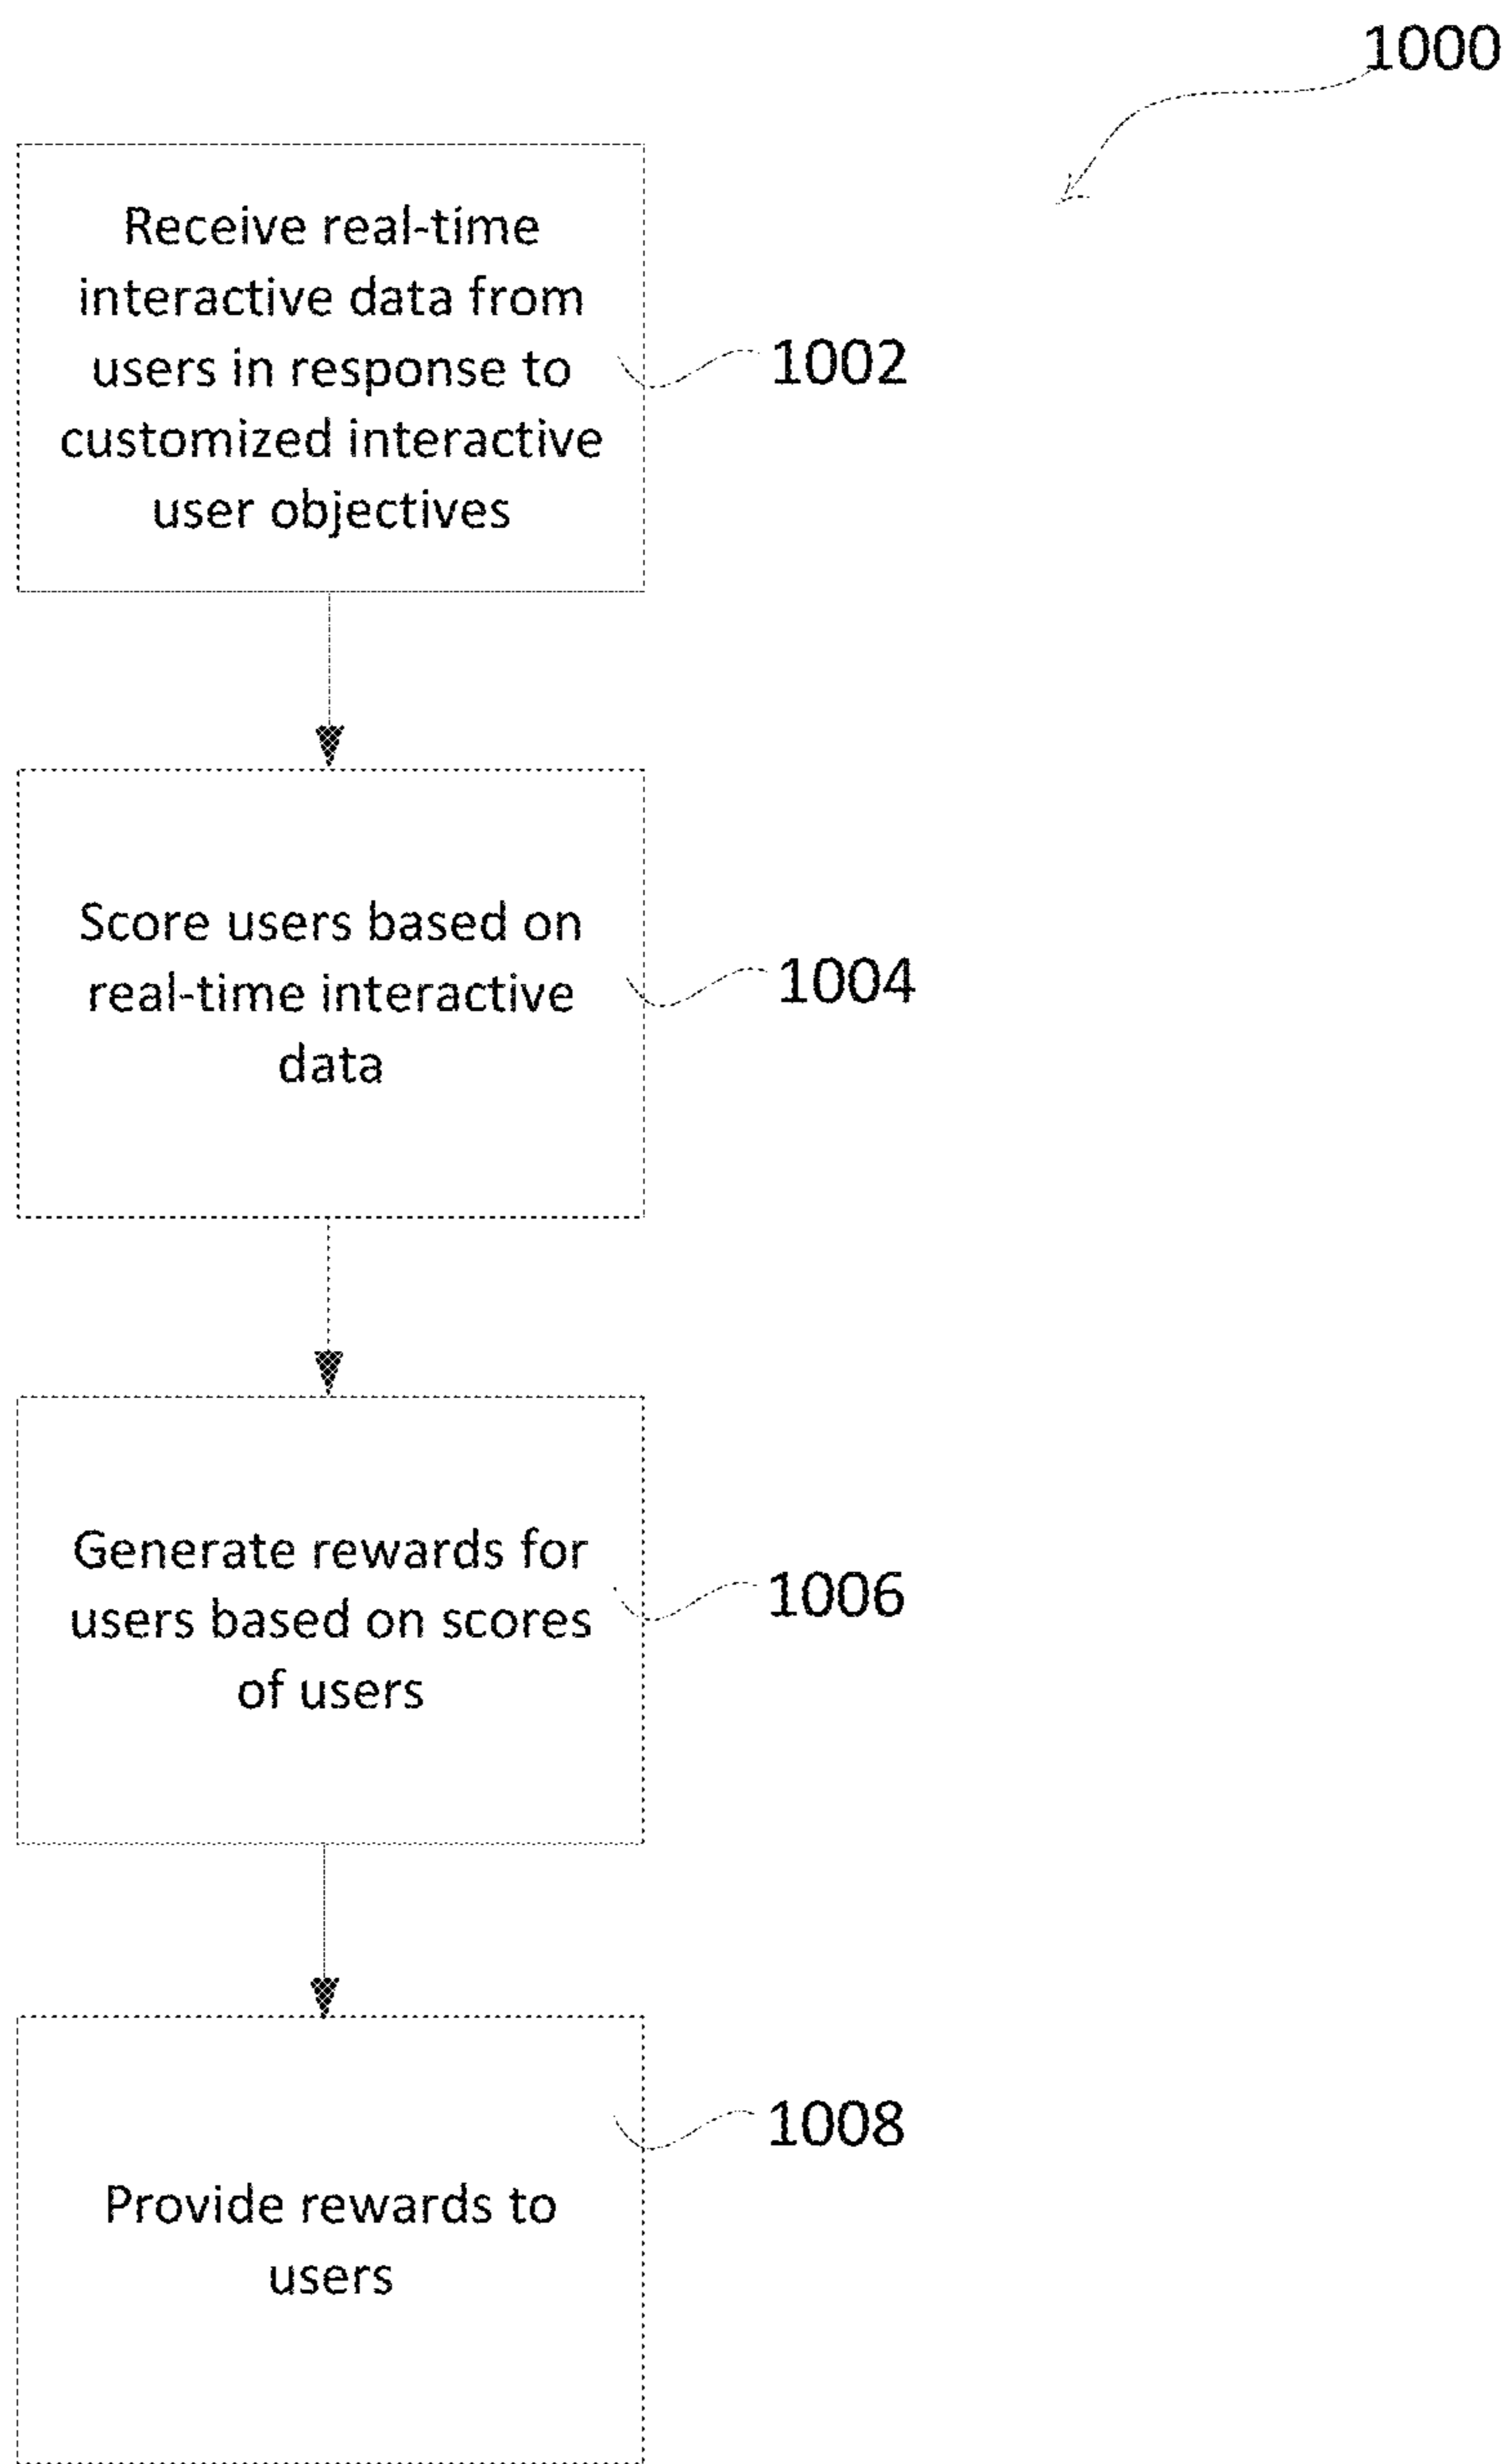 1000
Receive real-time
interactive data from
users in response to
customized interactive
user objectives
1002
Score users based on
real-time interactive
data
1004
Generate rewards for
users based on scores
of users
1006
Provide rewards to
users
1008